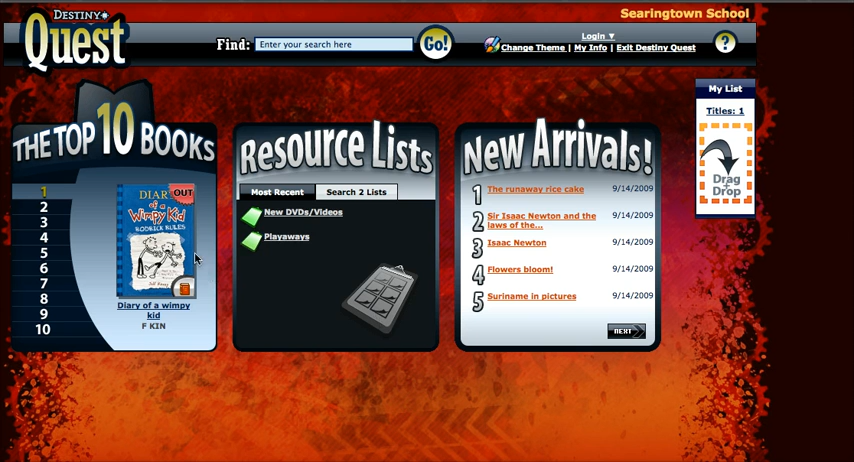 Searingtown School
DESTINY
Quest
Find:
Enter your search here
Go!
Login ▼
Change Theme | My Info | Exit Destiny Quest
?
THE TOP 10 BOOKS
1
2
3
4
5
6
7
8
9
10
OUT
DIARY
of a
Wimpy Kid
RODRICK RULES
Diary of a wimpy
kid
F KIN
Resource Lists
Most Recent
Search 2 Lists
New DVDs/Videos
Playaways
New Arrivals!
1 The runaway rice cake 9/14/2009
2 Sir Isaac Newton and the 9/14/2009
laws of the...
3 Isaac Newton 9/14/2009
4 Flowers bloom! 9/14/2009
5 Suriname in pictures 9/14/2009
NEXT
My List
Titles: 1
Drag
+
Drop